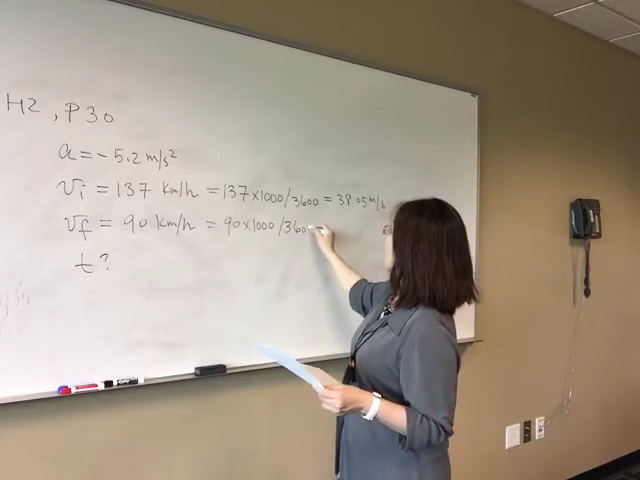 H2, P30
a = - 5.2 m/s²
vi = 137 km/h = 137 x 1000 / 3600 = 38.05 m/s
vf = 90 km/h = 90 x 1000 / 3600
t?